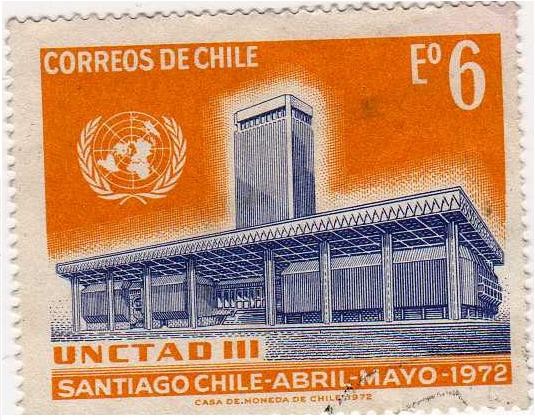 CORREOS DE CHILE
Eº 6
UNCTAD III
SANTIAGO CHILE-ABRIL-MAYO-1972
CASA DE MONEDA DE CHILE 1972